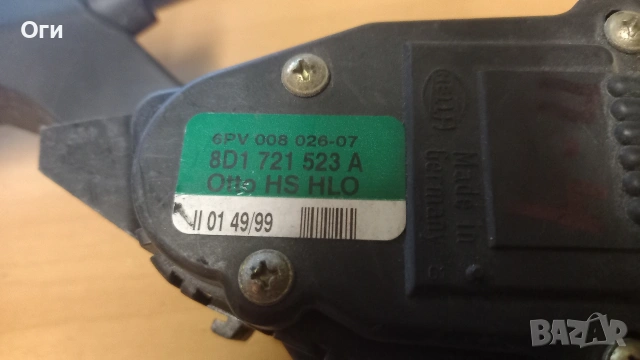 Оги
6PV 008 026-07
8D1 721 523 A
Otto HS HLO
II 01 49/99
Hella
Made in
Germany
BAZAR
.bg